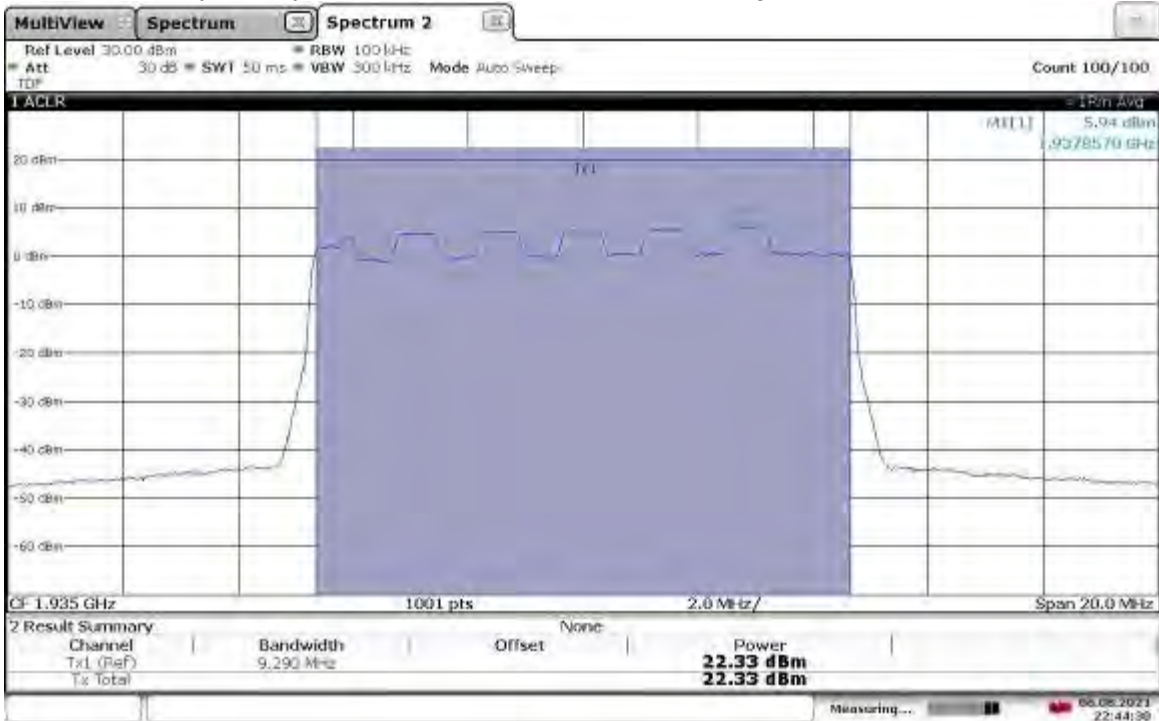 MultiView Spectrum Spectrum 2
Ref Level 30.00 dBm RBW 100 kHz
Att 30 dB SWT 50 ms VBW 300 kHz Mode Auto Sweep Count 100/100
TDF
1 ACLR 1Rm Avg
M1[1] 5.94 dBm
1.9378570 GHz
20 dBm
Tx1
10 dBm
0 dBm
-10 dBm
-20 dBm
-30 dBm
-40 dBm
-50 dBm
-60 dBm
CF 1.935 GHz 1001 pts 2.0 MHz/ Span 20.0 MHz
2 Result Summary None
Channel Bandwidth Offset Power
Tx1 (Ref) 9.290 MHz 22.33 dBm
Tx Total 22.33 dBm
Measuring... 06.08.2021
22:44:30